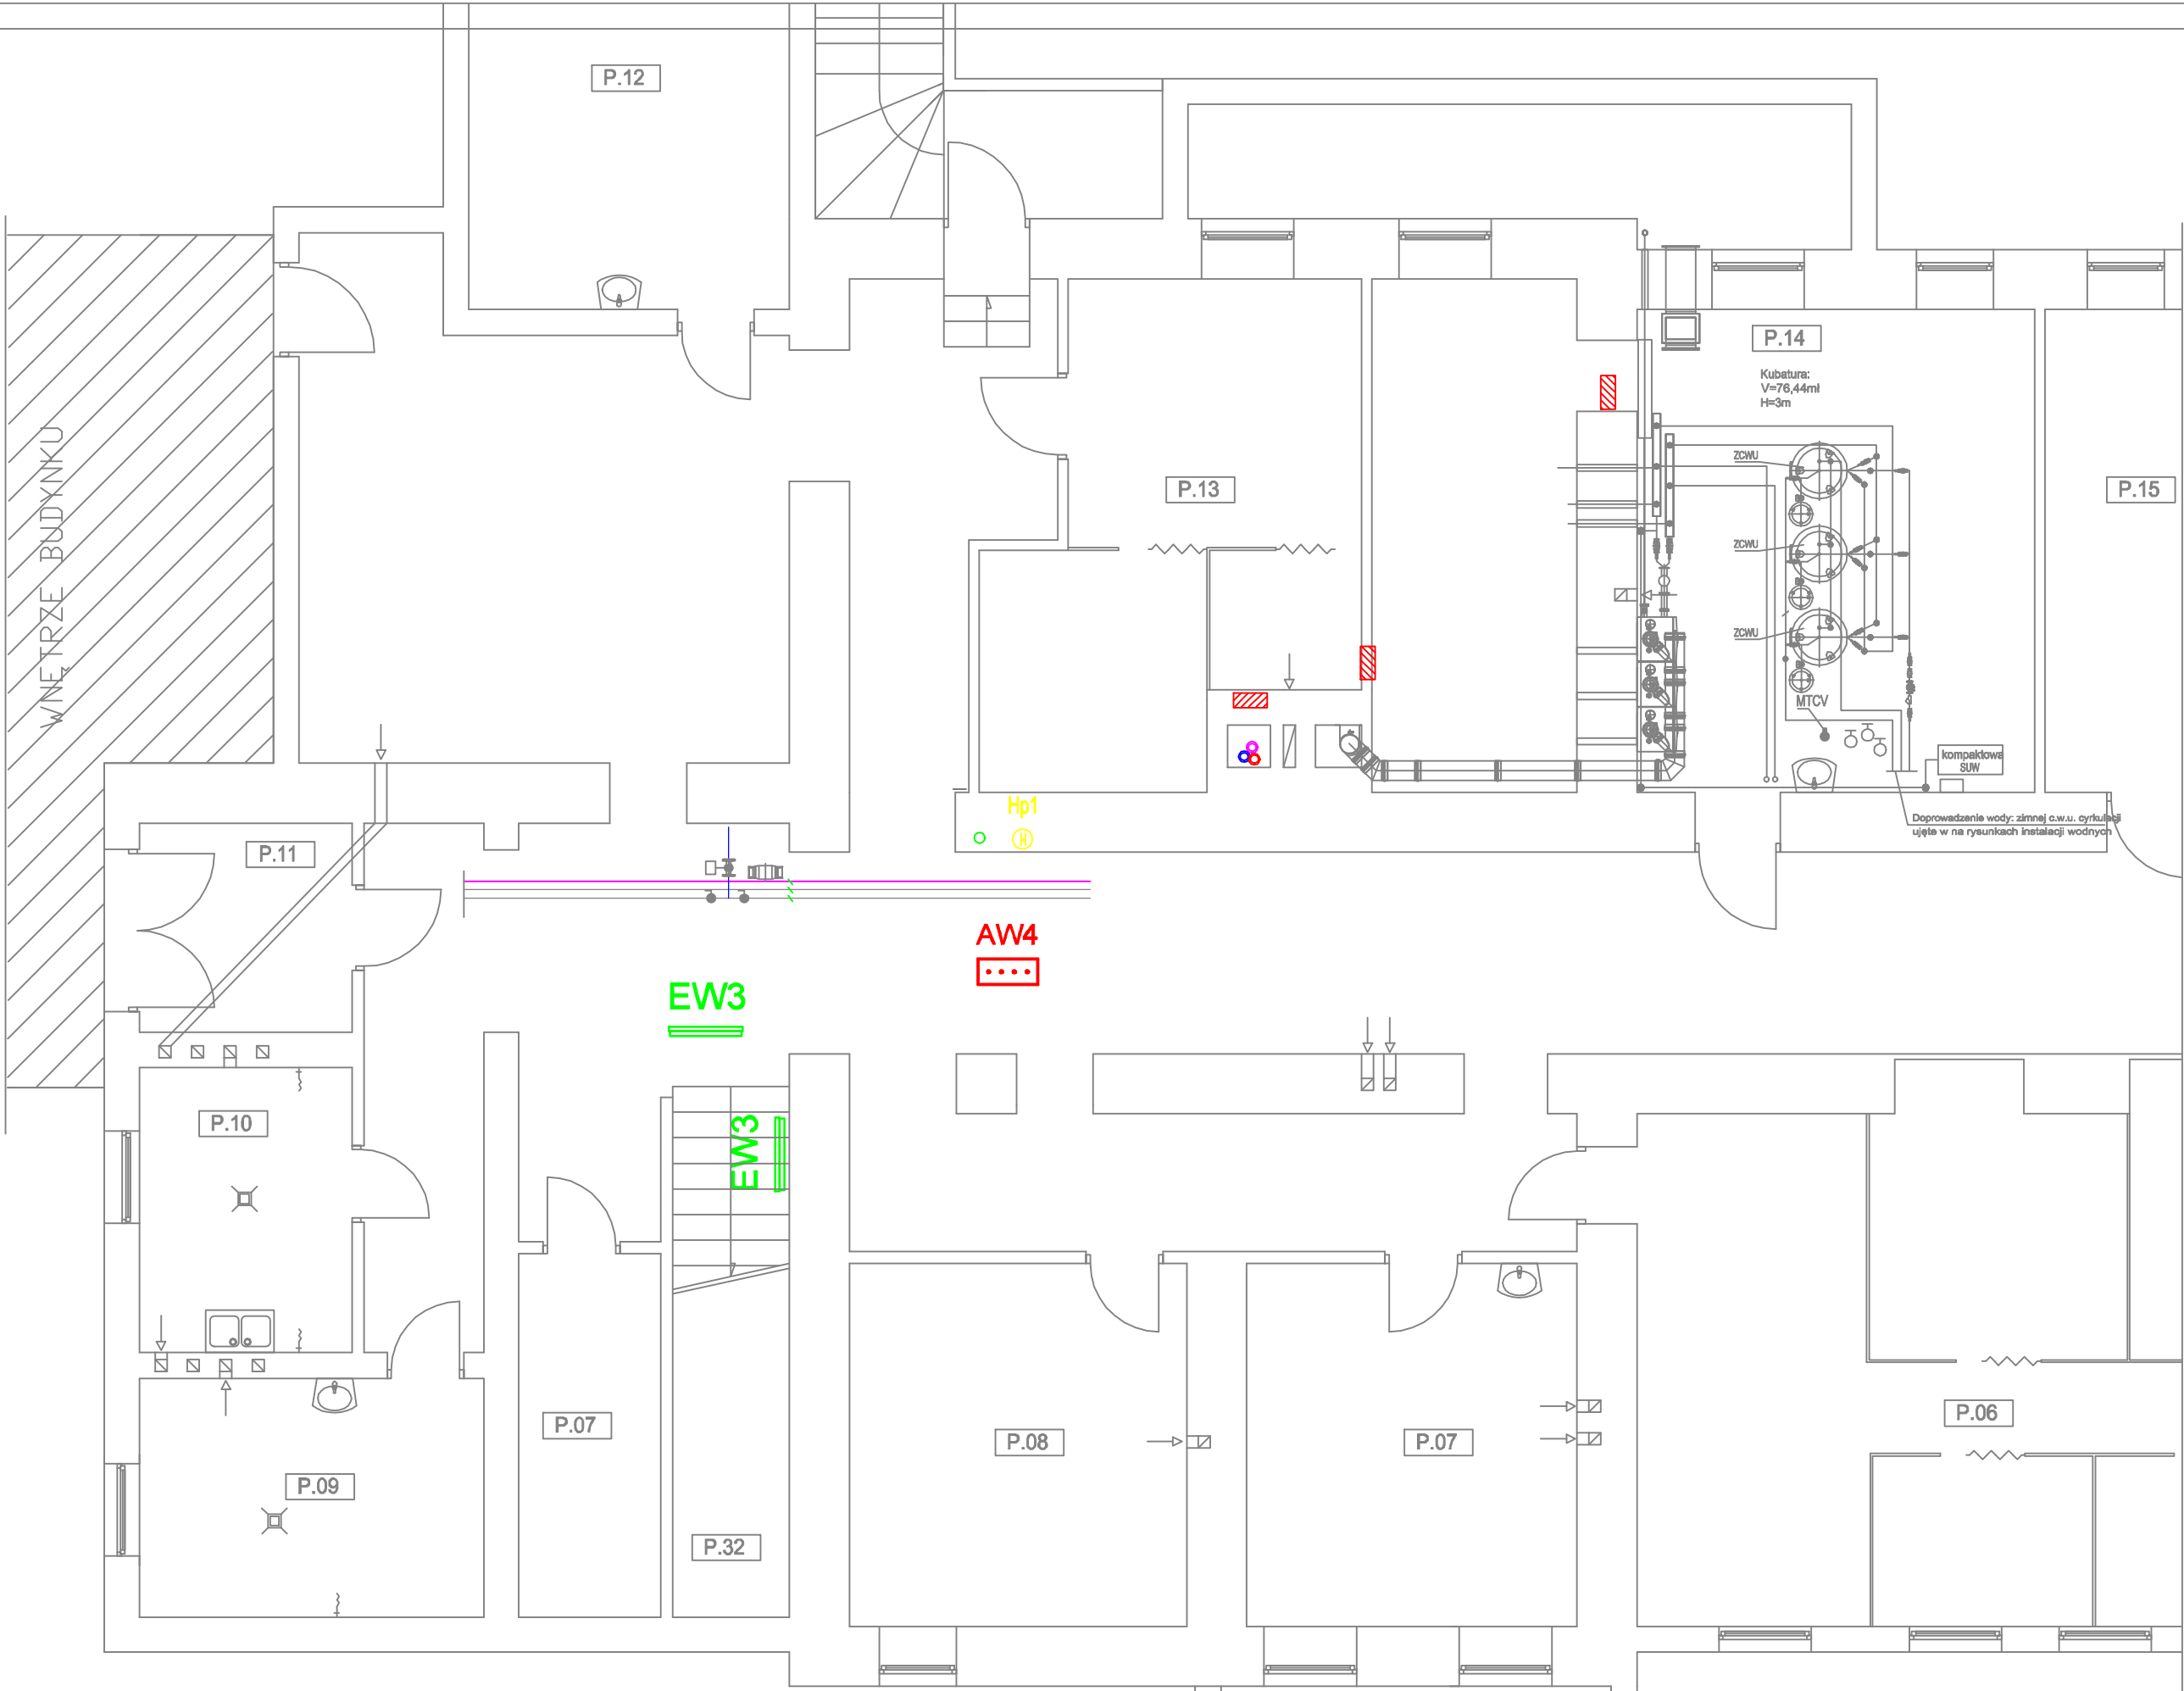 P.12
P.14
Kubatura:
V=76,44mł
H=3m
ZCWU
P.13
P.15
WNĘTRZE BUDYNKU
ZCWU
ZCWU
MTCV
kompaktowa
SUW
Hp1
H
Doprowadzenie wody: zimnej c.w.u. cyrkulacji
ujęte w na rysunkach instalacji wodnych
P.11
AW4
EW3
P.10
EW3
P.06
P.07
P.08
P.07
P.09
P.32